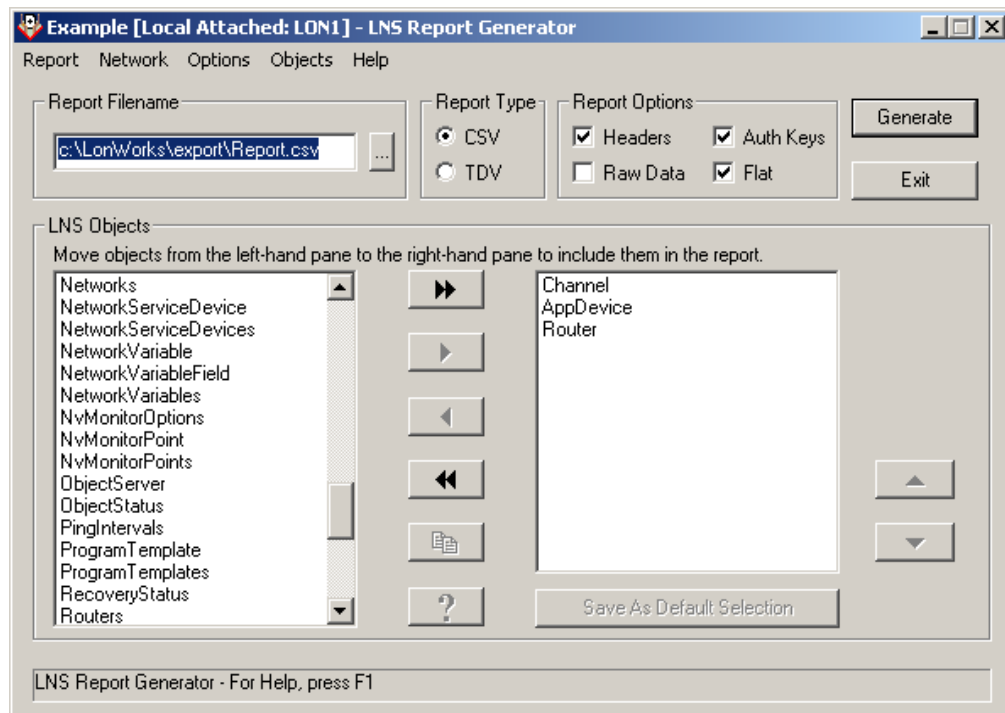 Example [Local Attached: LON1] - LNS Report Generator
Report Network Options Objects Help
Report Filename
c:\LonWorks\export\Report.csv
...
Report Type
CSV
TDV
Report Options
Headers
Auth Keys
Raw Data
Flat
Generate
Exit
LNS Objects
Move objects from the left-hand pane to the right-hand pane to include them in the report.
Networks
NetworkServiceDevice
NetworkServiceDevices
NetworkVariable
NetworkVariableField
NetworkVariables
NvMonitorOptions
NvMonitorPoint
NvMonitorPoints
ObjectServer
ObjectStatus
PingIntervals
ProgramTemplate
ProgramTemplates
RecoveryStatus
Routers
?
Channel
AppDevice
Router
Save As Default Selection
LNS Report Generator - For Help, press F1